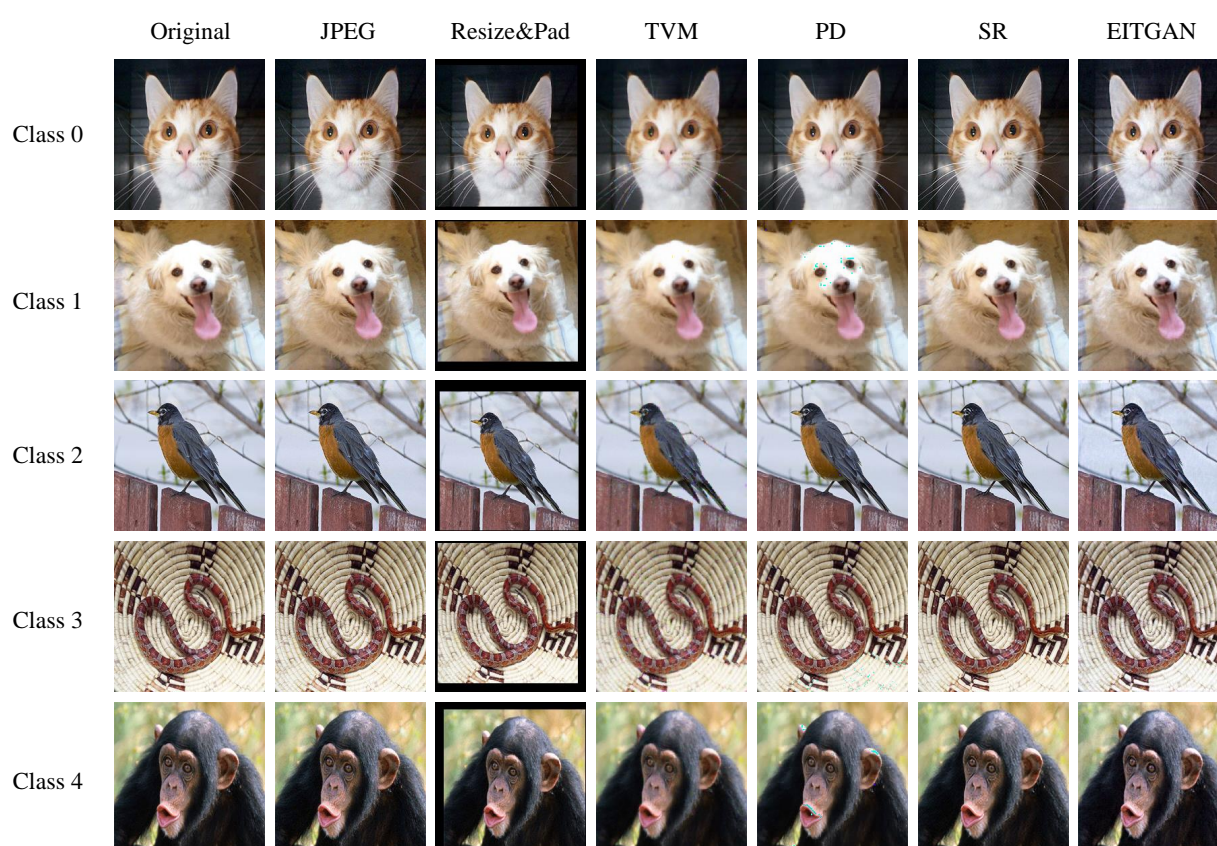 Original JPEG Resize&Pad TVM PD SR EITGAN
Class 0
Class 1
Class 2
Class 3
Class 4